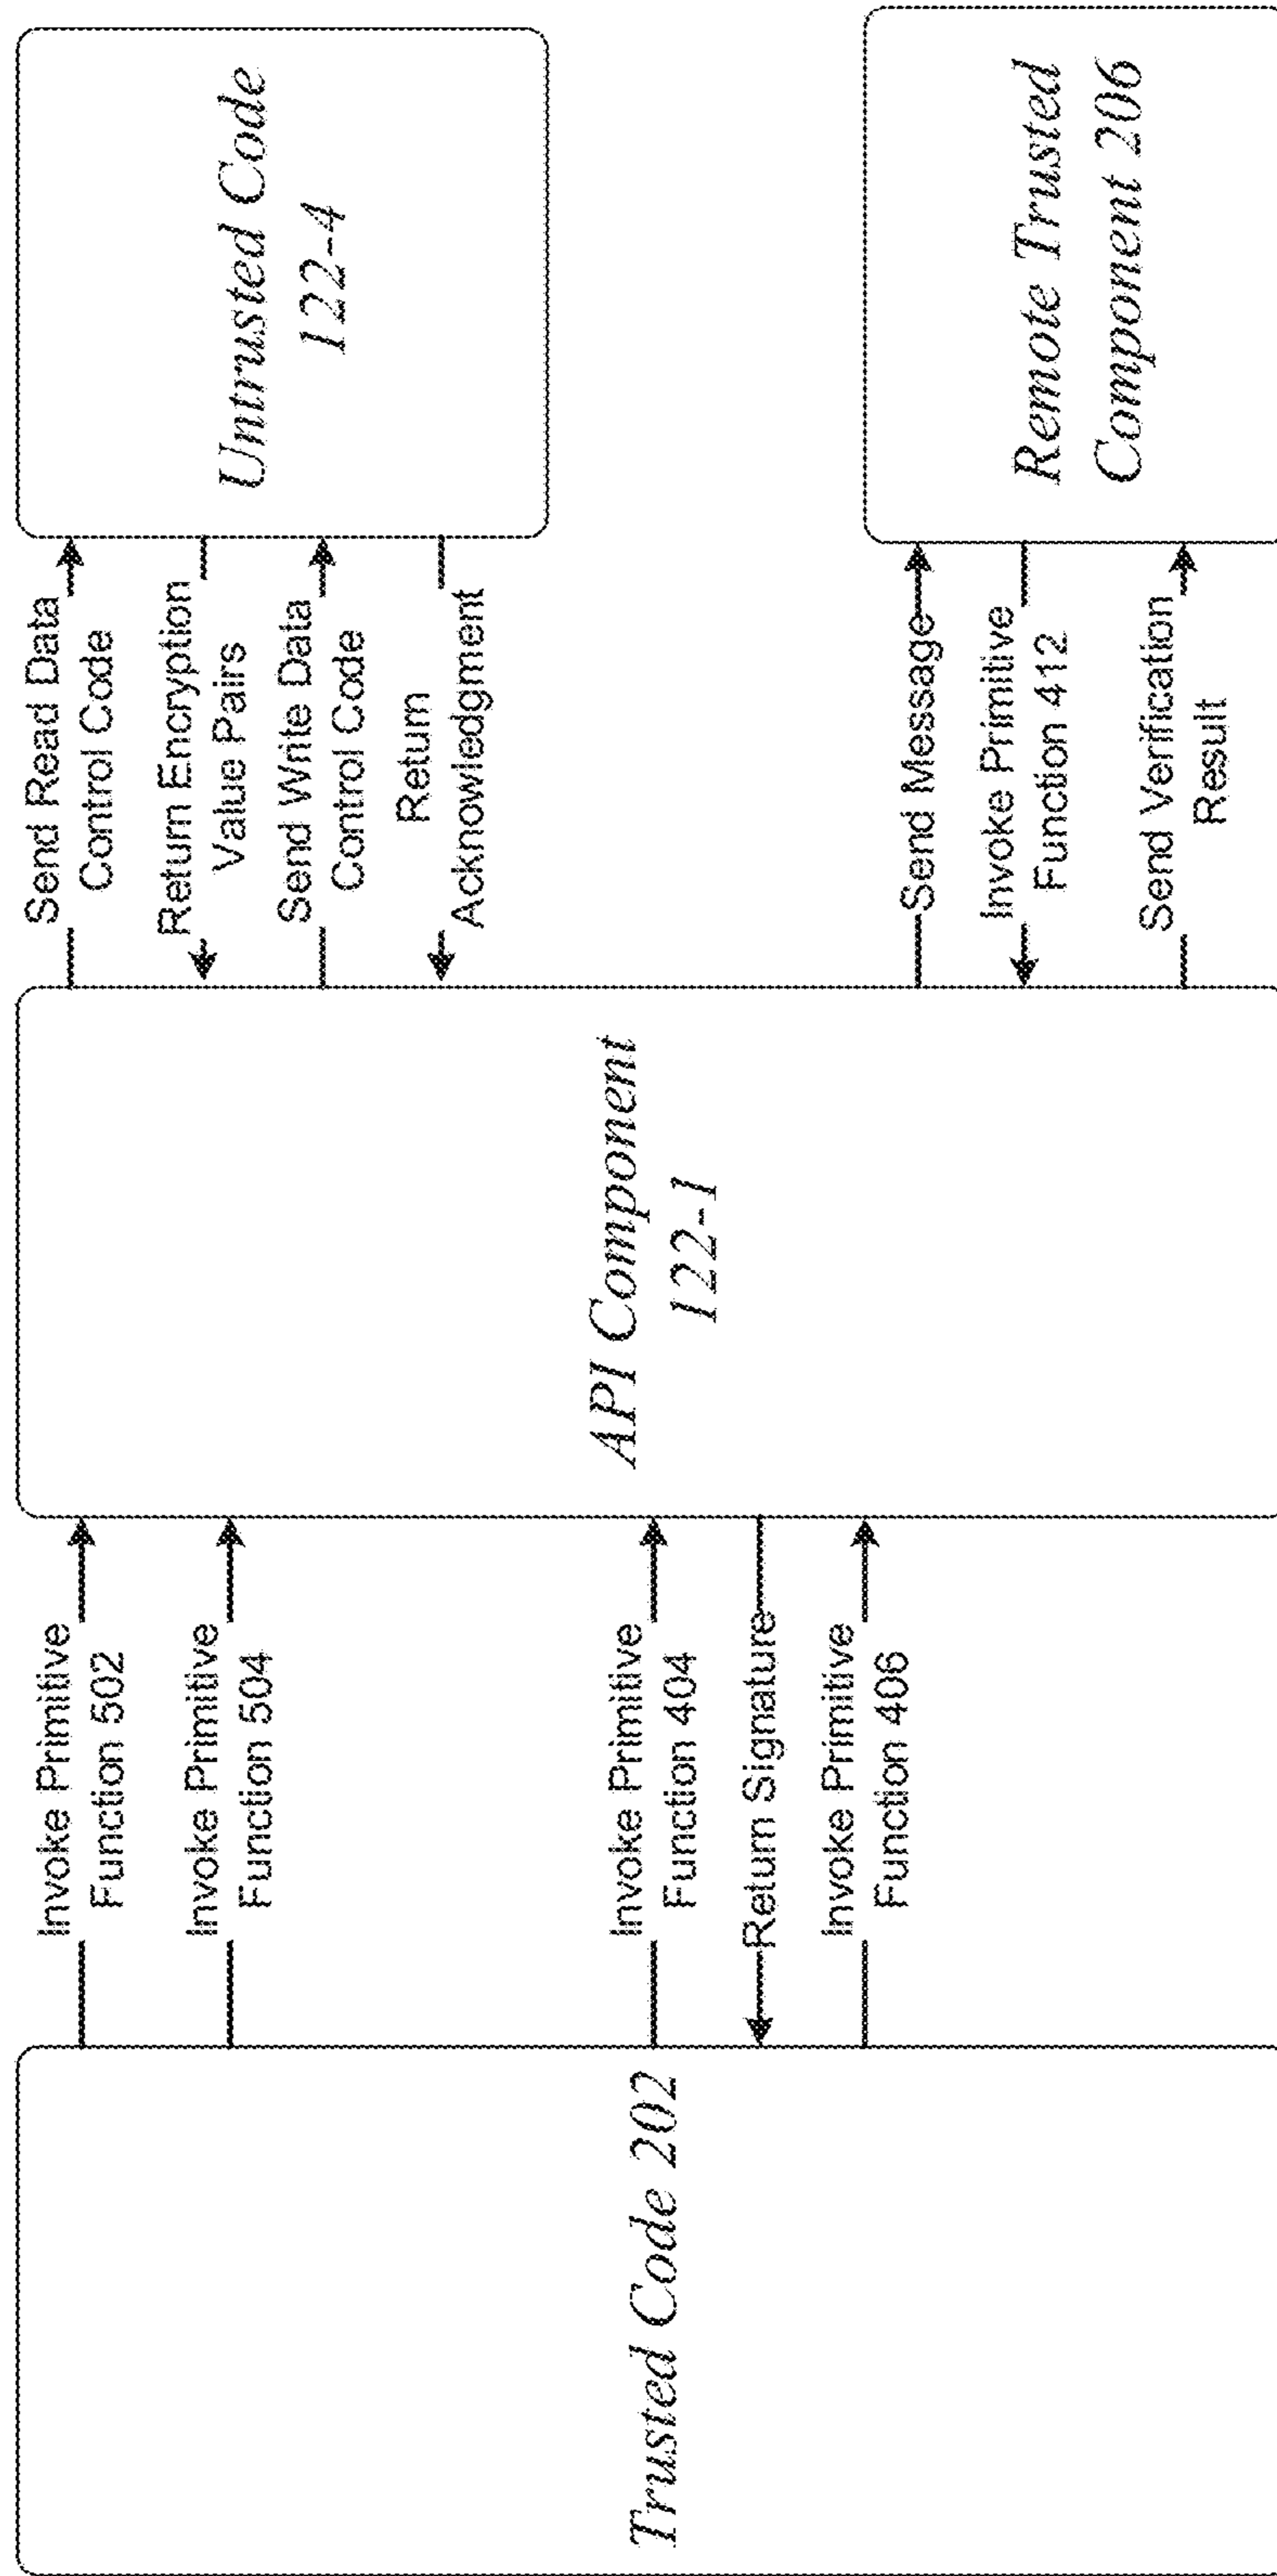 Trusted Code 202
Invoke Primitive
Function 502
Invoke Primitive
Function 504
Invoke Primitive
Function 404
Return Signature
Invoke Primitive
Function 406
API Component
122-1
Send Read Data
Control Code
Return Encryption
Value Pairs
Send Write Data
Control Code
Return
Acknowledgment
Send Message
Invoke Primitive
Function 412
Send Verification
Result
Untrusted Code
122-4
Remote Trusted
Component 206